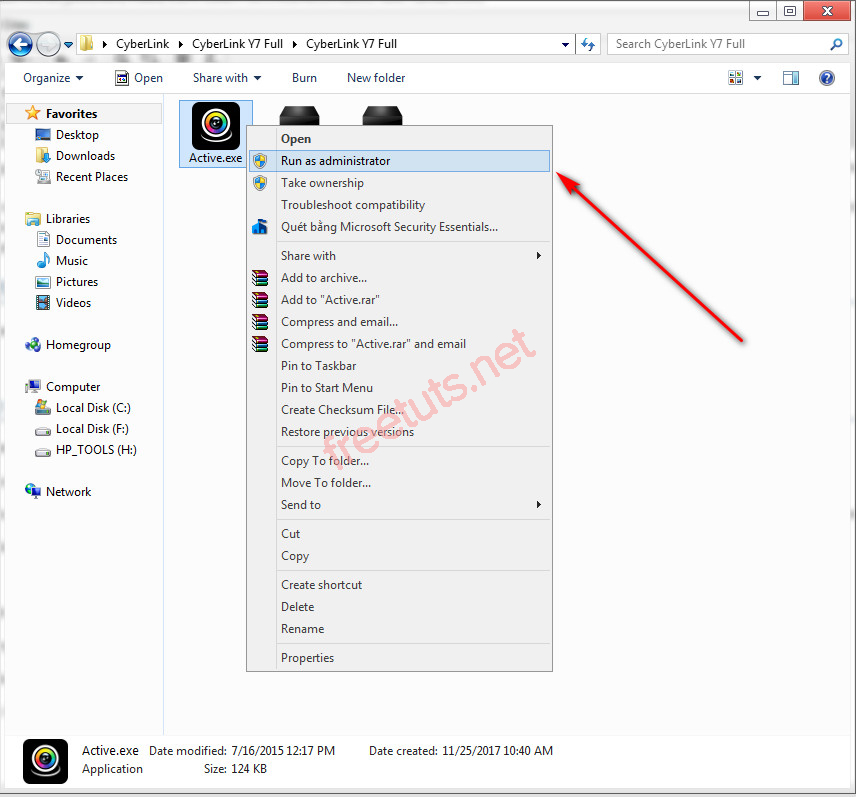 CyberLink CyberLink Y7 Full CyberLink Y7 Full
Search CyberLink Y7 Full
Organize Open Share with Burn New folder
Favorites
Desktop
Downloads
Recent Places
Libraries
Documents
Music
Pictures
Videos
Homegroup
Computer
Local Disk (C:)
Local Disk (F:)
HP_TOOLS (H:)
Network
Active.exe
Open
Run as administrator
Take ownership
Troubleshoot compatibility
Quét bằng Microsoft Security Essentials...
Share with
Add to archive...
Add to "Active.rar"
Compress and email...
Compress to "Active.rar" and email
Pin to Taskbar
Pin to Start Menu
Create Checksum File...
Restore previous versions
Copy To folder...
Move To folder...
Send to
Cut
Copy
Create shortcut
Delete
Rename
Properties
freetuts.net
Active.exe Date modified: 7/16/2015 12:17 PM Date created: 11/25/2017 10:40 AM
Application Size: 124 KB